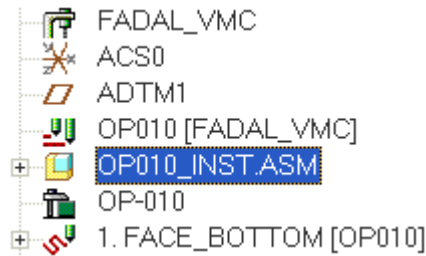 FADAL_VMC
ACS0
ADTM1
OP010 [FADAL_VMC]
OP010_INST.ASM
OP-010
1. FACE_BOTTOM [OP010]